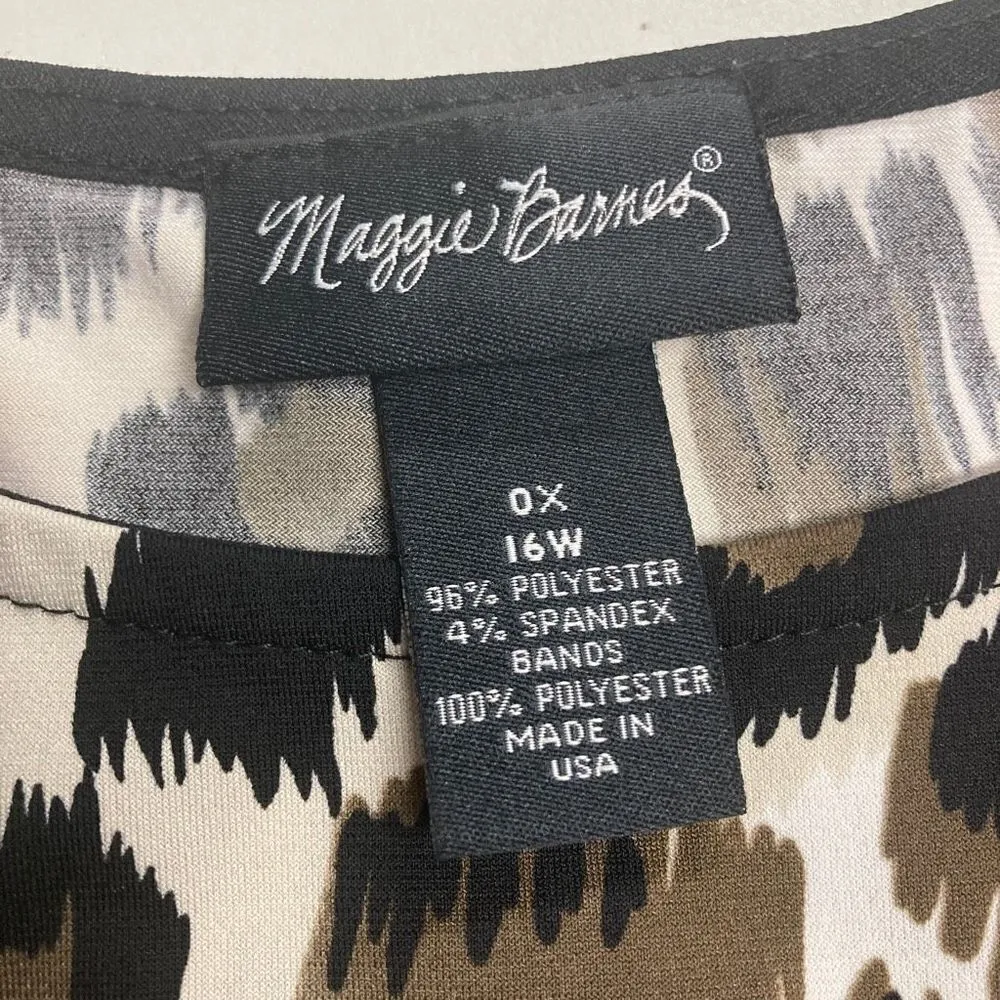 Maggie Barnes®
0X
16W
96% POLYESTER
4% SPANDEX
BANDS
100% POLYESTER
MADE IN
USA